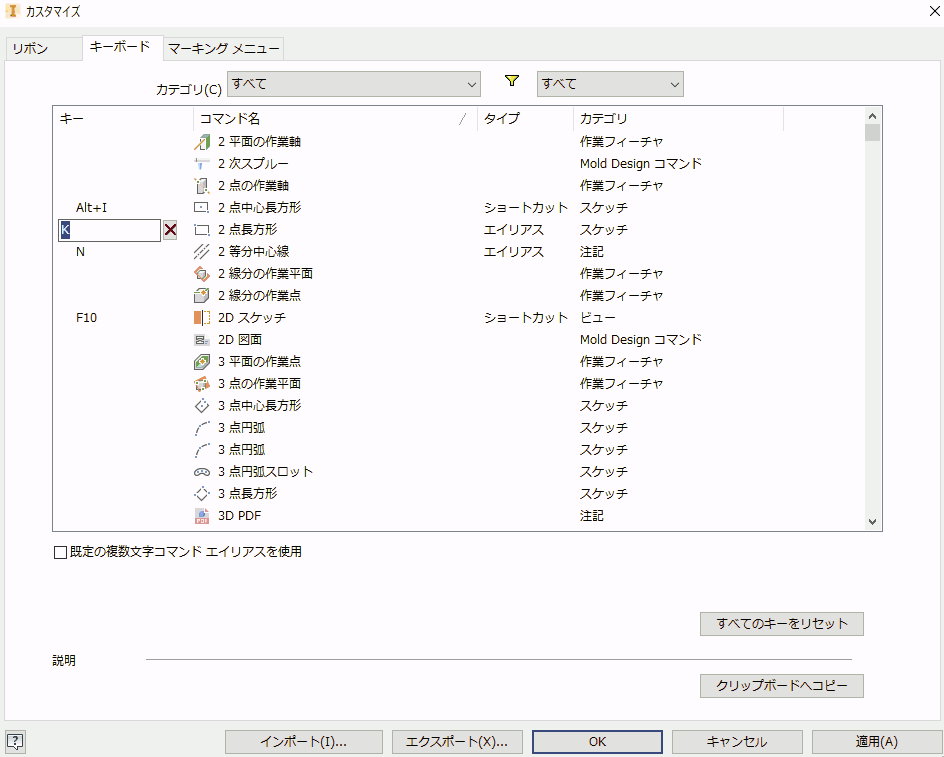 カスタマイズ
リボン キーボード マーキング メニュー
カテゴリ(C) すべて すべて
キー コマンド名 タイプ カテゴリ
2 平面の作業軸 作業フィーチャ
2 次スプルー Mold Design コマンド
2 点の作業軸 作業フィーチャ
Alt+I 2 点中心長方形 ショートカット スケッチ
K 2 点長方形 エイリアス スケッチ
N 2 等分中心線 エイリアス 注記
2 線分の作業平面 作業フィーチャ
2 線分の作業点 作業フィーチャ
F10 2D スケッチ ショートカット ビュー
2D 図面 Mold Design コマンド
3 平面の作業点 作業フィーチャ
3 点の作業平面 作業フィーチャ
3 点中心長方形 スケッチ
3 点円弧 スケッチ
3 点円弧 スケッチ
3 点円弧スロット スケッチ
3 点長方形 スケッチ
3D PDF 注記
既定の複数文字コマンド エイリアスを使用
すべてのキーをリセット
説明
クリップボードへコピー
インポート(I)... エクスポート(X)... OK キャンセル 適用(A)